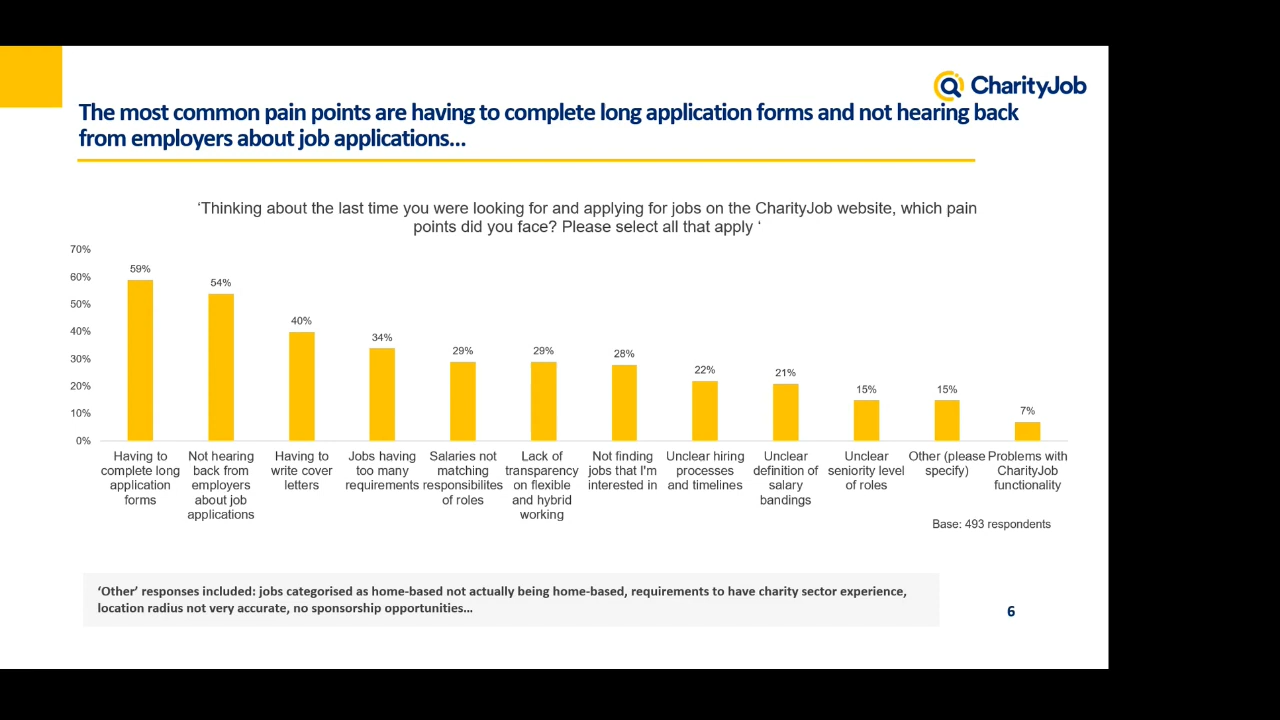 CharityJob
The most common pain points are having to complete long application forms and not hearing back
from employers about job applications...
‘Thinking about the last time you were looking for and applying for jobs on the CharityJob website, which pain
points did you face? Please select all that apply ‘
70%
60%
50%
40%
30%
20%
10%
0%
59%
54%
40%
34%
29%
29%
28%
22%
21%
15%
15%
7%
Having to
complete long
application
forms
Not hearing
back from
employers
about job
applications
Having to
write cover
letters
Jobs having
too many
requirements
Salaries not
matching
responsibilites
of roles
Lack of
transparency
on flexible
and hybrid
working
Not finding
jobs that I'm
interested in
Unclear hiring
processes
and timelines
Unclear
definition of
salary
bandings
Unclear
seniority level
of roles
Other (please
specify)
Problems with
CharityJob
functionality
Base: 493 respondents
‘Other’ responses included: jobs categorised as home-based not actually being home-based, requirements to have charity sector experience,
location radius not very accurate, no sponsorship opportunities...
6